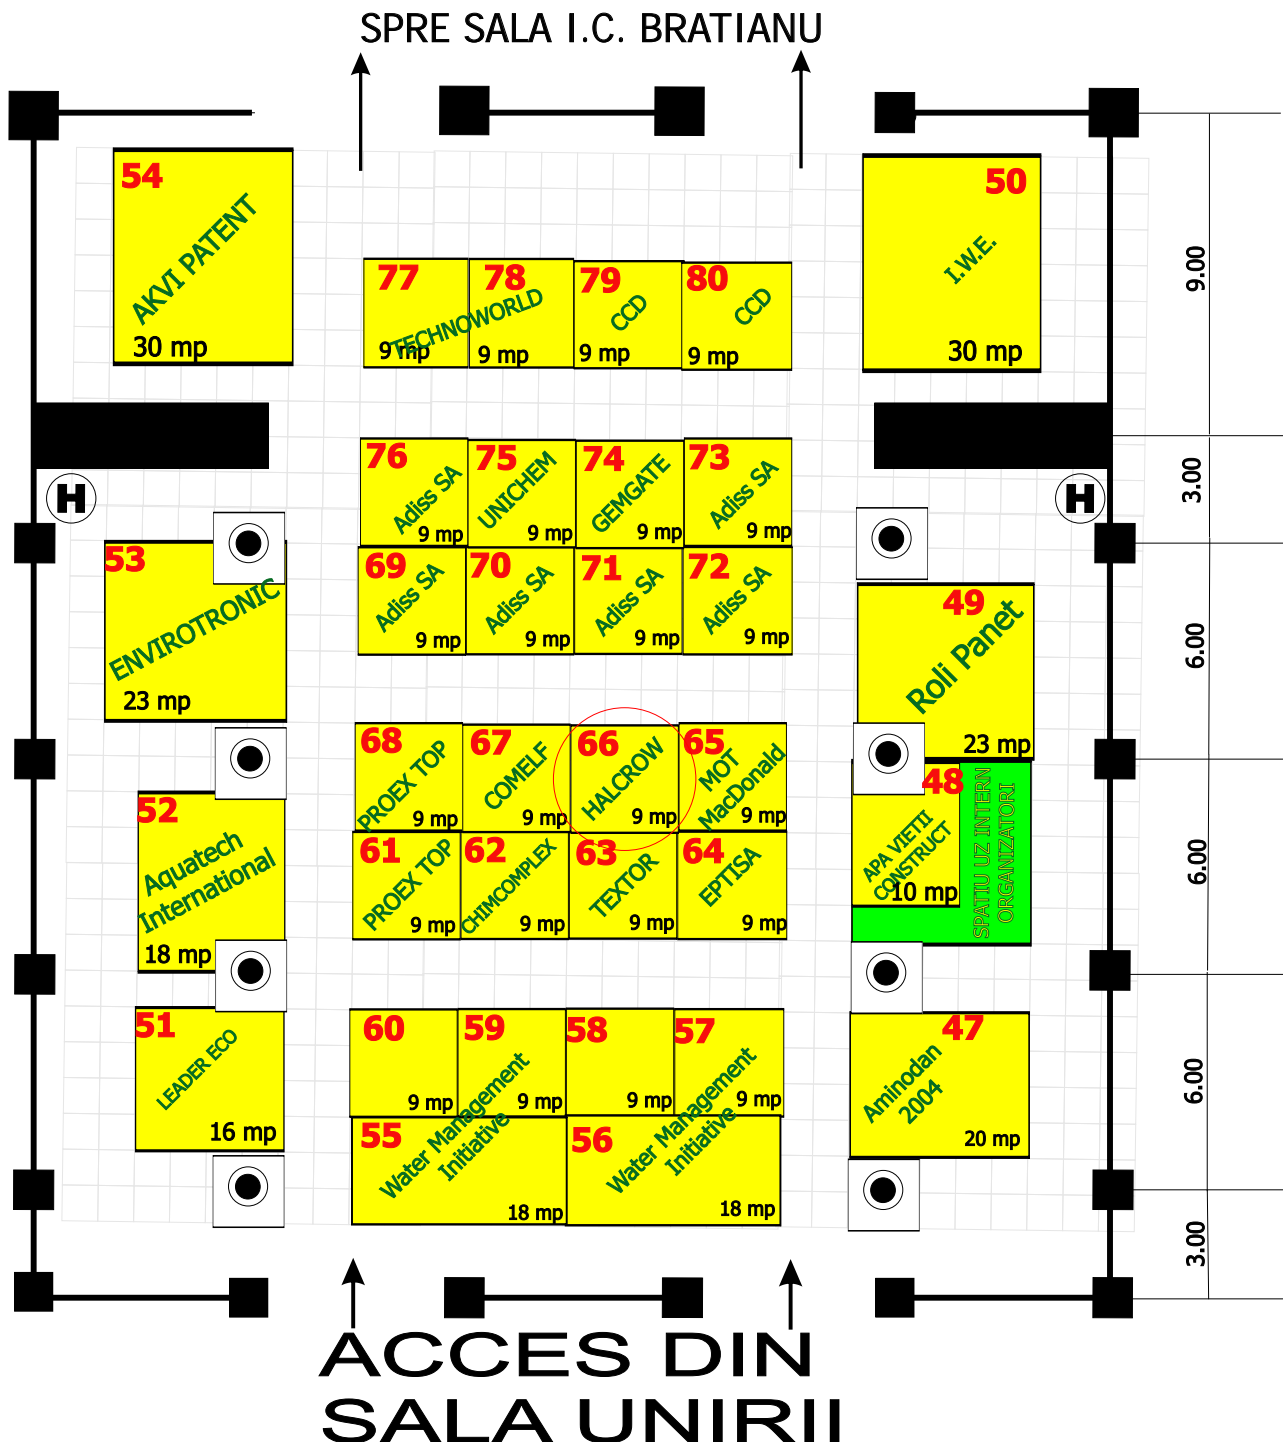 SPRE SALA I.C. BRATIANU
54
AKVI PATENT
30 mp
50
I.W.E.
30 mp
9.00
77
78
79
80
TECHNOWORLD
CCD
CCD
9 mp
9 mp
9 mp
9 mp
76
75
74
73
Adiss SA
UNICHEM
GEMGATE
Adiss SA
9 mp
9 mp
9 mp
9 mp
3.00
H
H
69
70
71
72
Adiss SA
Adiss SA
Adiss SA
Adiss SA
9 mp
9 mp
9 mp
9 mp
53
ENVIROTRONIC
23 mp
49
Roli Panet
23 mp
6.00
68
67
66
65
PROEX TOP
COMELF
HALCROW
MOT
MacDonald
9 mp
9 mp
9 mp
9 mp
61
62
63
64
PROEX TOP
CHIMCOMPLEX
TEXTOR
EPTISA
9 mp
9 mp
9 mp
9 mp
52
Aquatech
International
18 mp
48
APA VIETII
CONSTRUCT
10 mp
SPATIU UZ INTERN
ORGANIZATORI
6.00
51
LEADER ECO
16 mp
60
59
58
57
9 mp
9 mp
9 mp
9 mp
55
Water Management
Initiative
18 mp
56
Water Management
Initiative
18 mp
47
Aminodan
2004
20 mp
6.00
3.00
ACCES DIN
SALA UNIRII